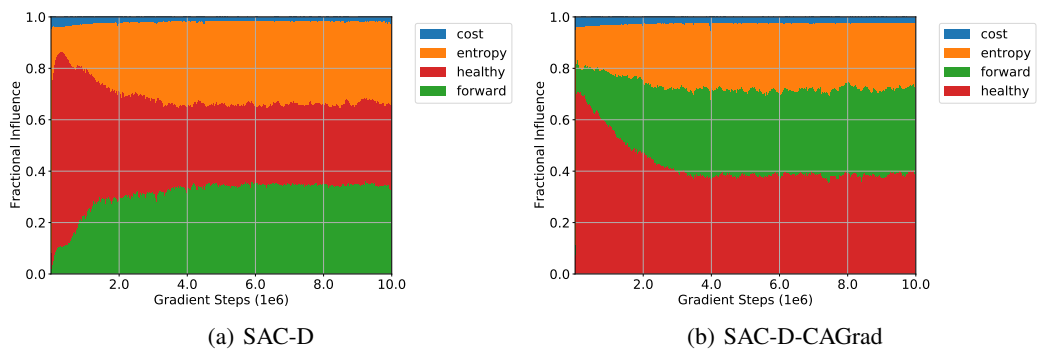 1.0
0.8
0.6
0.4
0.2
0.0
Fractional Influence
2.0 4.0 6.0 8.0 10.0
Gradient Steps (1e6)
cost
entropy
healthy
forward
(a) SAC-D
1.0
0.8
0.6
0.4
0.2
0.0
Fractional Influence
2.0 4.0 6.0 8.0 10.0
Gradient Steps (1e6)
cost
entropy
forward
healthy
(b) SAC-D-CAGrad